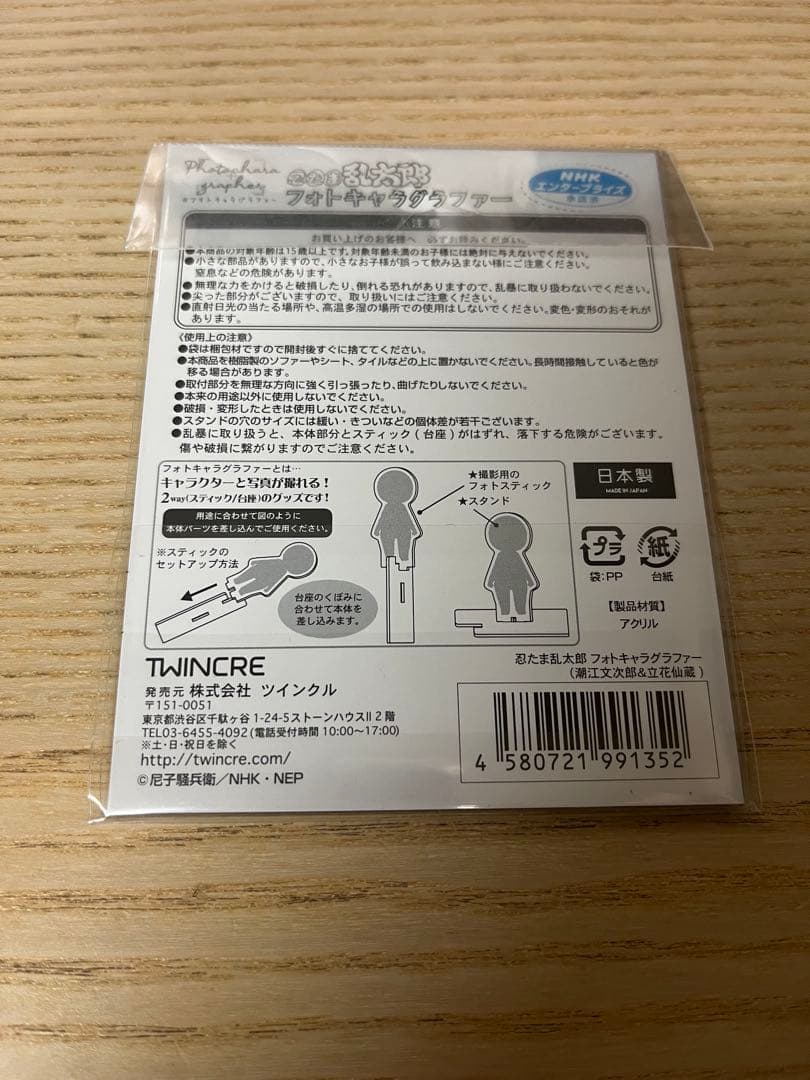 Photochara
grapher
忍たま乱太郎
フォトキャラグラファー
NHK
エンタープライズ
注意
お買い上げのお客様へ 必ずお読みください。
●本商品の対象年齢は15歳以上です。対象年齢未満のお子様には絶対に与えないでください。
●小さな部品がありますので、小さなお子様が誤って飲み込まない様にご注意ください。
窒息などの危険があります。
●無理な力をかけると破損したり、倒れる恐れがありますので、乱暴に取り扱わないでください。
●尖った部分がございますので、取り扱いにはご注意ください。
●直射日光の当たる場所や、高温多湿の場所での使用はしないでください。変色・変形のおそれが
あります。
《使用上の注意》
●袋は梱包材ですので開封後すぐに捨ててください。
●本商品を樹脂製のソファーやシート、タイルなどの上に置かないでください。長時間接触していると色が
移る場合があります。
●取付部分を無理な方向に強く引っ張ったり、曲げたりしないでください。
●本来の用途以外に使用しないでください。
●破損・変形したときは使用しないでください。
●スタンドの穴のサイズには緩い・きついなどの個体差が若干ございます。
●乱暴に取り扱うと、本体部分とスティック(台座)がはずれ、落下する危険がございます。
傷や破損に繋がりますのでご注意ください。
フォトキャラグラファーとは…
キャラクターと写真が撮れる!
2way(スティック/台座)のグッズです!
用途に合わせて図のように
本体パーツを差し込んでご使用ください。
※スティックの
セットアップ方法
台座のくぼみに
合わせて本体を
差し込みます。
★撮影用の
フォトスティック
★スタンド
日本製
MADE IN JAPAN
プラ
袋:PP
紙
台紙
【製品材質】
アクリル
TWINCRE
発売元 株式会社 ツインクル
〒151-0051
東京都渋谷区千駄ヶ谷 1-24-5ストーンハウスⅡ 2階
TEL03-6455-4092(電話受付時間 10:00〜17:00)
※土・日・祝日を除く
http://twincre.com/
©尼子騒兵衛/NHK・NEP
忍たま乱太郎 フォトキャラグラファー
(潮江文次郎&立花仙蔵)
4 580721 991352